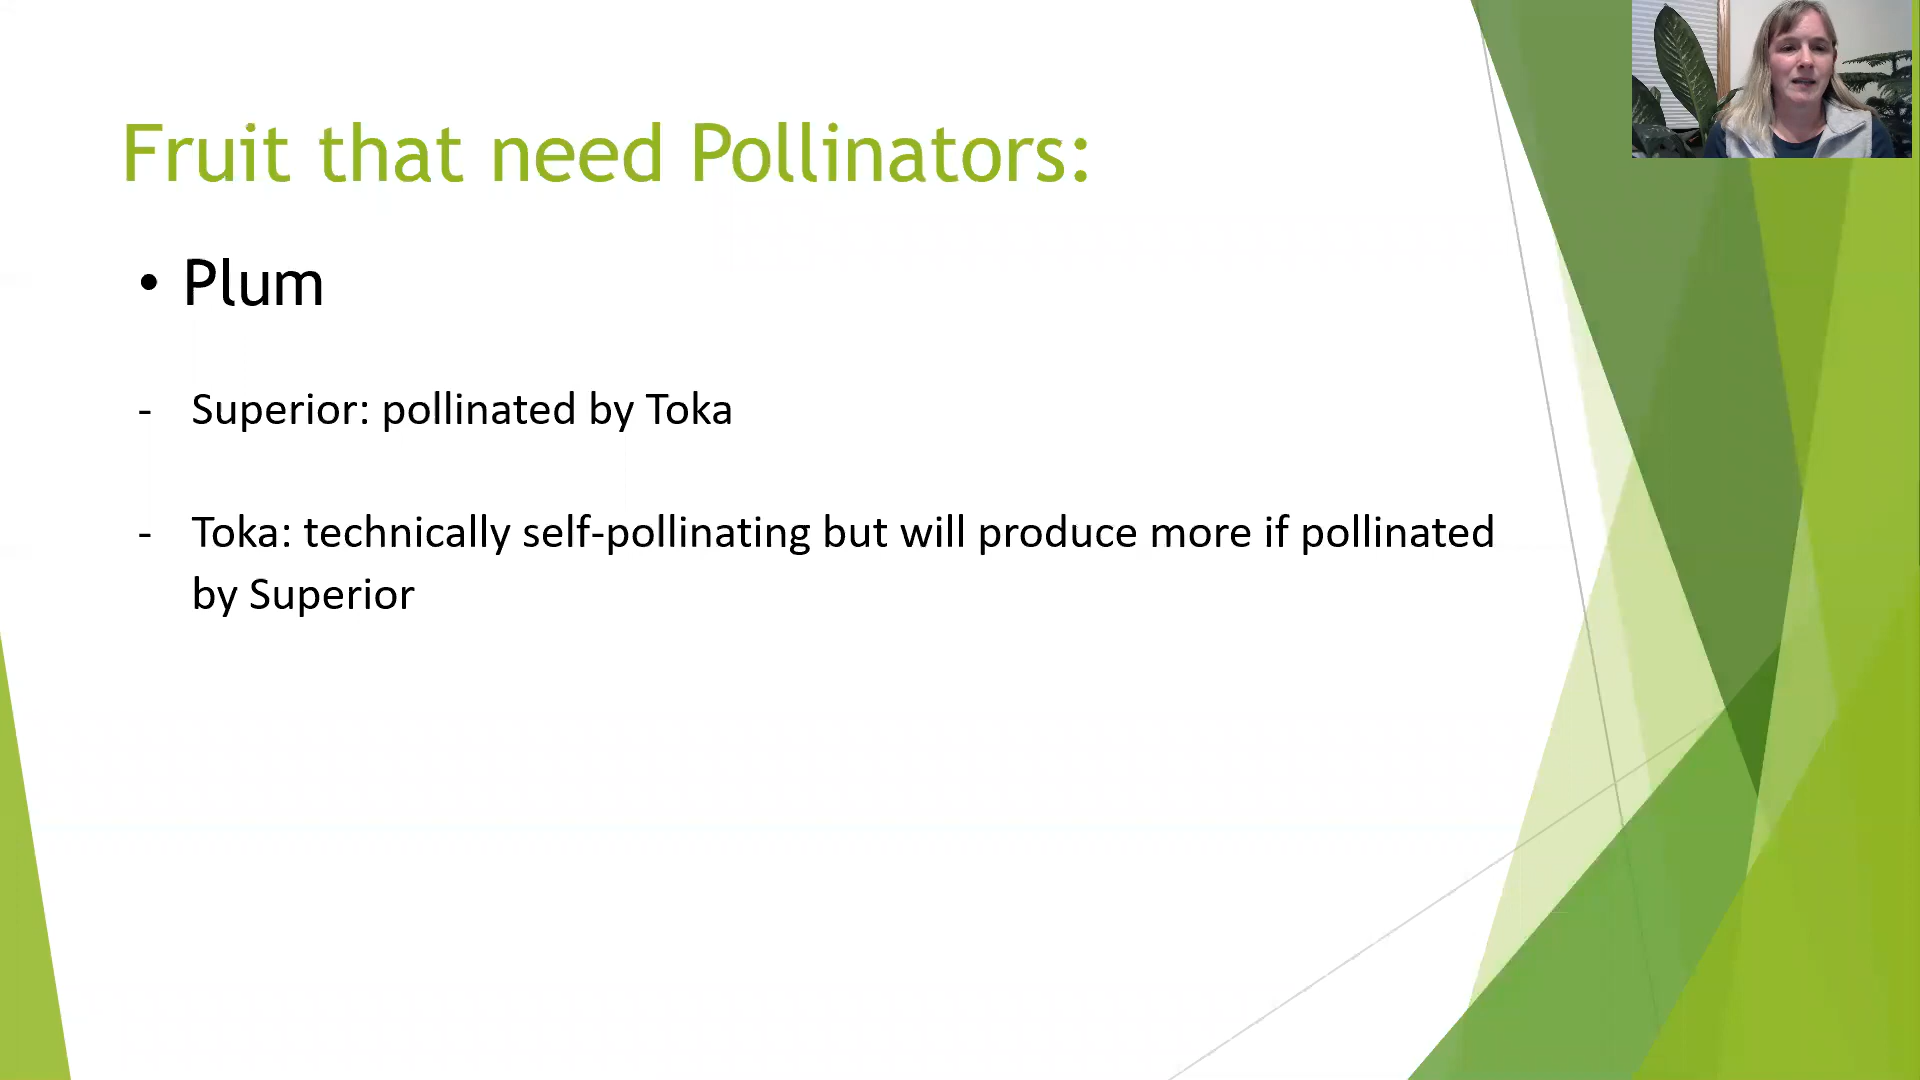 Fruit that need Pollinators:
• Plum
- Superior: pollinated by Toka
- Toka: technically self-pollinating but will produce more if pollinated
by Superior